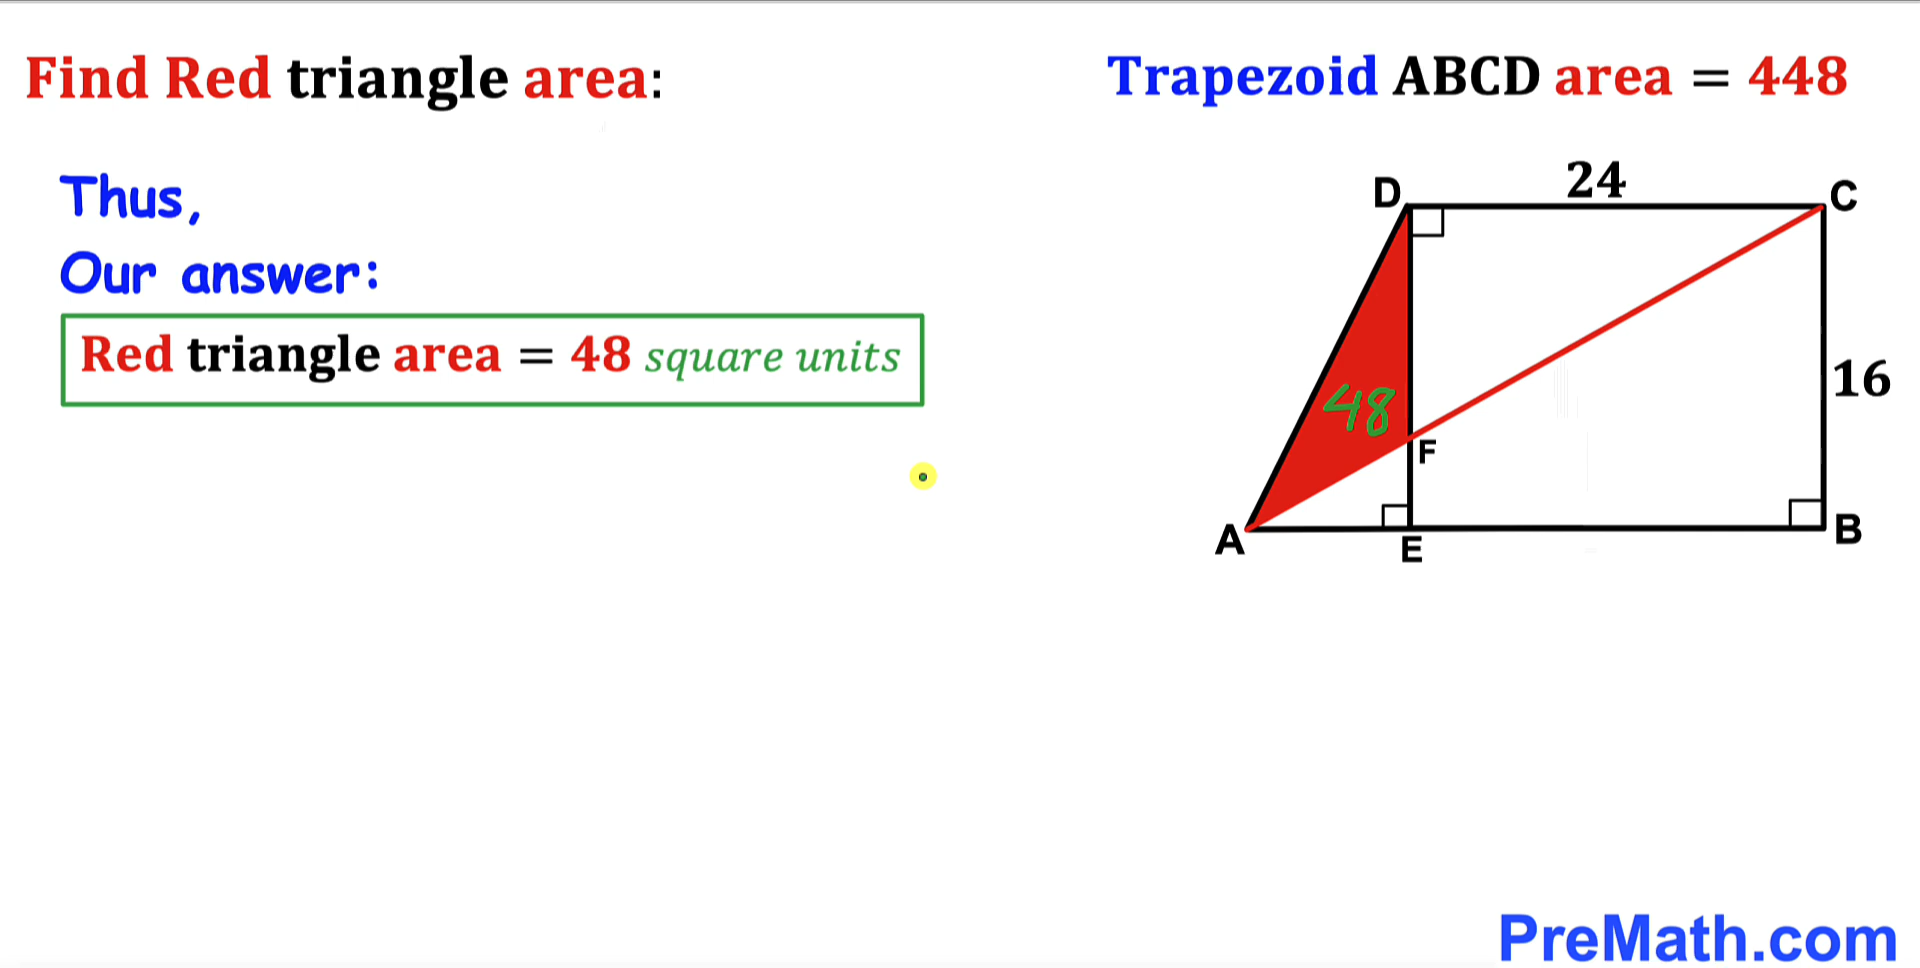 Find Red triangle area:
Trapezoid ABCD area = 448
Thus,
Our answer:
Red triangle area = 48 square units
24
D
C
16
48
F
A
E
B
PreMath.com